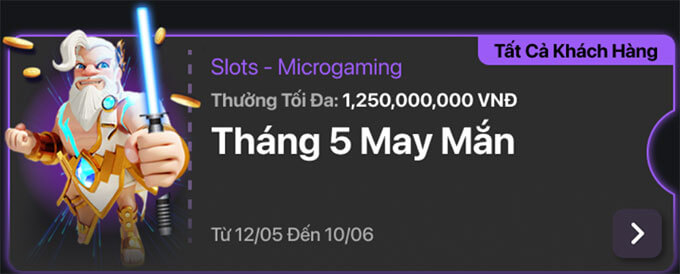 Tất Cả Khách Hàng
Slots - Microgaming
Thưởng Tối Đa: 1,250,000,000 VNĐ
Tháng 5 May Mắn
Từ 12/05 Đến 10/06